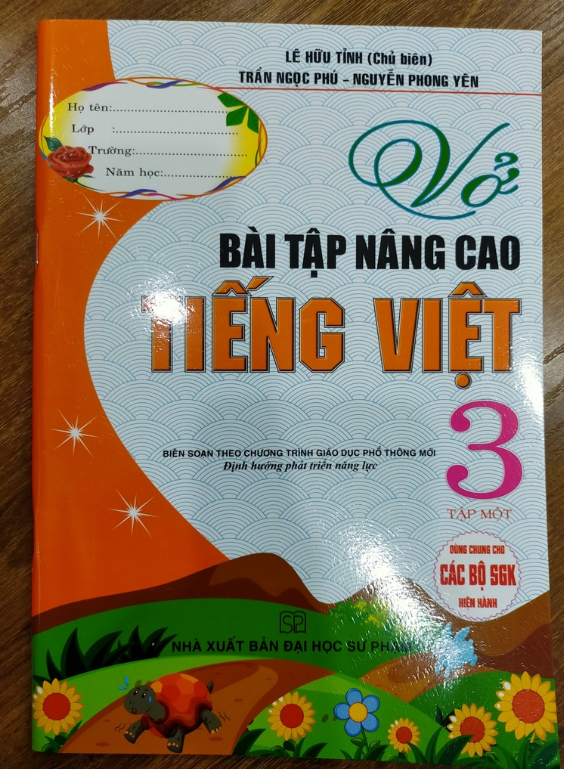 LÊ HỮU TỈNH (Chủ biên)
TRẦN NGỌC PHÚ - NGUYỄN PHONG YÊN
Họ tên:
Lớp :
Trường:
Năm học:
Vở
BÀI TẬP NÂNG CAO
TIẾNG VIỆT
3
BIÊN SOẠN THEO CHƯƠNG TRÌNH GIÁO DỤC PHỔ THÔNG MỚI
Định hướng phát triển năng lực
TẬP MỘT
DÙNG CHUNG CHO
CÁC BỘ SGK
HIỆN HÀNH
SP
NHÀ XUẤT BẢN ĐẠI HỌC SƯ PHẠM